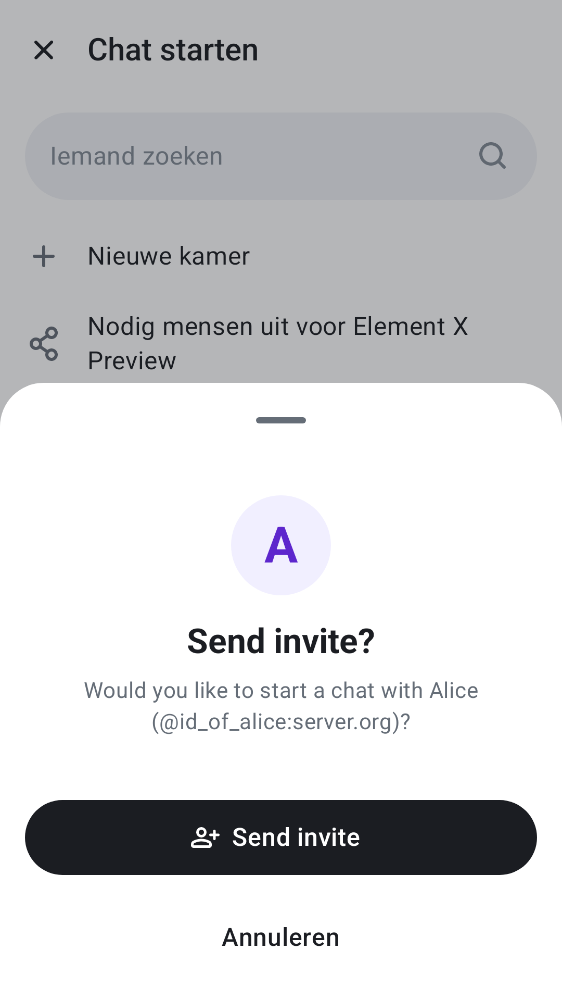 Chat starten
Iemand zoeken
Nieuwe kamer
Nodig mensen uit voor Element X
Preview
A
Send invite?
Would you like to start a chat with Alice
(@id_of_alice:server.org)?
Send invite
Annuleren